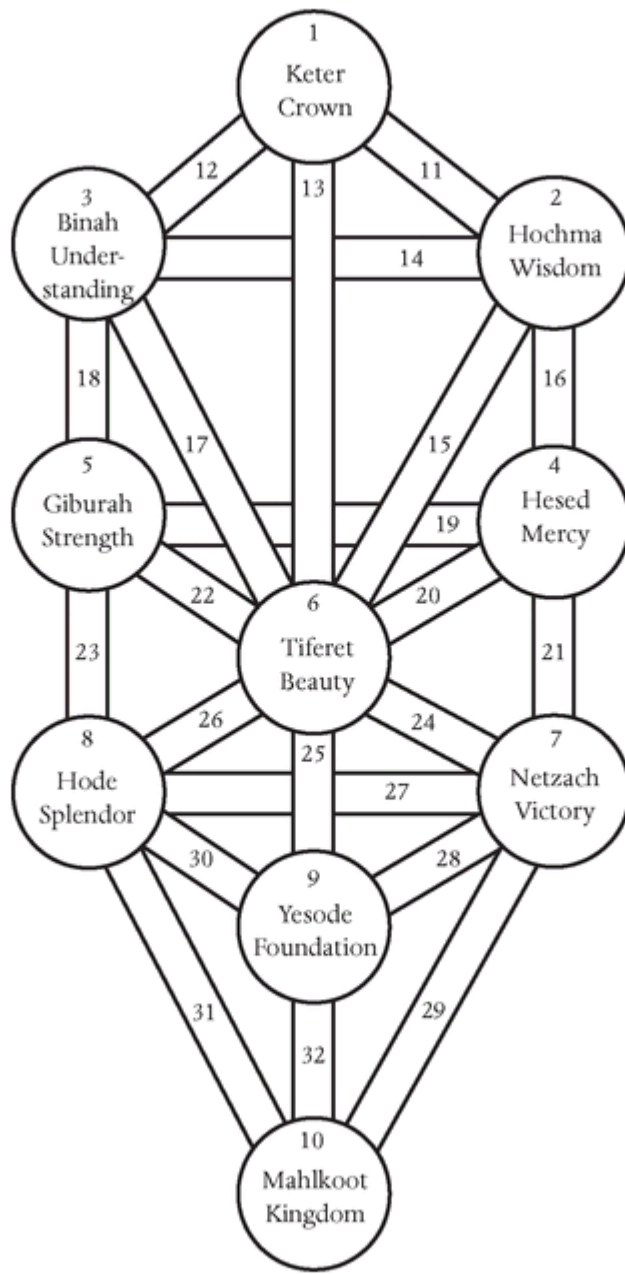 1
Keter
Crown
12
13
11
3
Binah
Under-
standing
2
Hochma
Wisdom
14
18
17
15
16
5
Giburah
Strength
19
4
Hesed
Mercy
22
6
Tiferet
Beauty
20
23
21
26
25
24
8
Hode
Splendor
27
7
Netzach
Victory
30
9
Yesode
Foundation
28
31
32
29
10
Mahlkoot
Kingdom